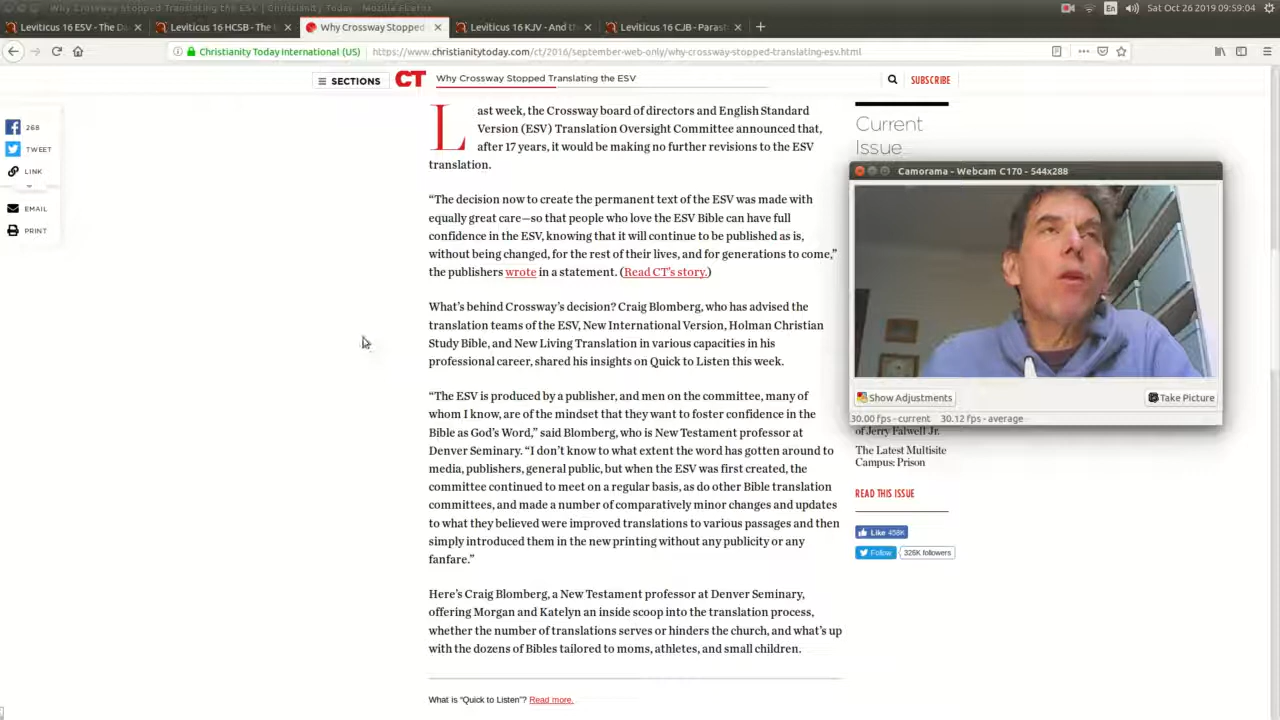 Why Crossway Stopped Translating the ESV | Christianity Today - Mozilla Firefox
En
Sat Oct 26 2019 09:59:04
Leviticus 16 ESV - The Da
Leviticus 16 HCSB - The L
Why Crossway Stopped
Leviticus 16 KJV - And th
Leviticus 16 CJB - Paras
Christianity Today International (US)
https://www.christianitytoday.com/ct/2016/september-web-only/why-crossway-stopped-translating-esv.html
SECTIONS
CT
Why Crossway Stopped Translating the ESV
SUBSCRIBE
268
TWEET
LINK
EMAIL
PRINT
Last week, the Crossway board of directors and English Standard
Version (ESV) Translation Oversight Committee announced that,
after 17 years, it would be making no further revisions to the ESV
translation.
“The decision now to create the permanent text of the ESV was made with
equally great care—so that people who love the ESV Bible can have full
confidence in the ESV, knowing that it will continue to be published as is,
without being changed, for the rest of their lives, and for generations to come,”
the publishers wrote in a statement. (Read CT’s story.)
What’s behind Crossway’s decision? Craig Blomberg, who has advised the
translation teams of the ESV, New International Version, Holman Christian
Study Bible, and New Living Translation in various capacities in his
professional career, shared his insights on Quick to Listen this week.
“The ESV is produced by a publisher, and men on the committee, many of
whom I know, are of the mindset that they want to foster confidence in the
Bible as God’s Word,” said Blomberg, who is New Testament professor at
Denver Seminary. “I don’t know to what extent the word has gotten around to
media, publishers, general public, but when the ESV was first created, the
committee continued to meet on a regular basis, as do other Bible translation
committees, and made a number of comparatively minor changes and updates
to what they believed were improved translations to various passages and then
simply introduced them in the new printing without any publicity or any
fanfare.”
Here’s Craig Blomberg, a New Testament professor at Denver Seminary,
offering Morgan and Katelyn an inside scoop into the translation process,
whether the number of translations serves or hinders the church, and what’s up
with the dozens of Bibles tailored to moms, athletes, and small children.
What is “Quick to Listen”? Read more.
Current
Issue
Camorama - Webcam C170 - 544x288
Show Adjustments
Take Picture
30.00 fps - current 30.12 fps - average
of Jerry Falwell Jr.
The Latest Multisite
Campus: Prison
READ THIS ISSUE
Like 458K
Follow
326K followers